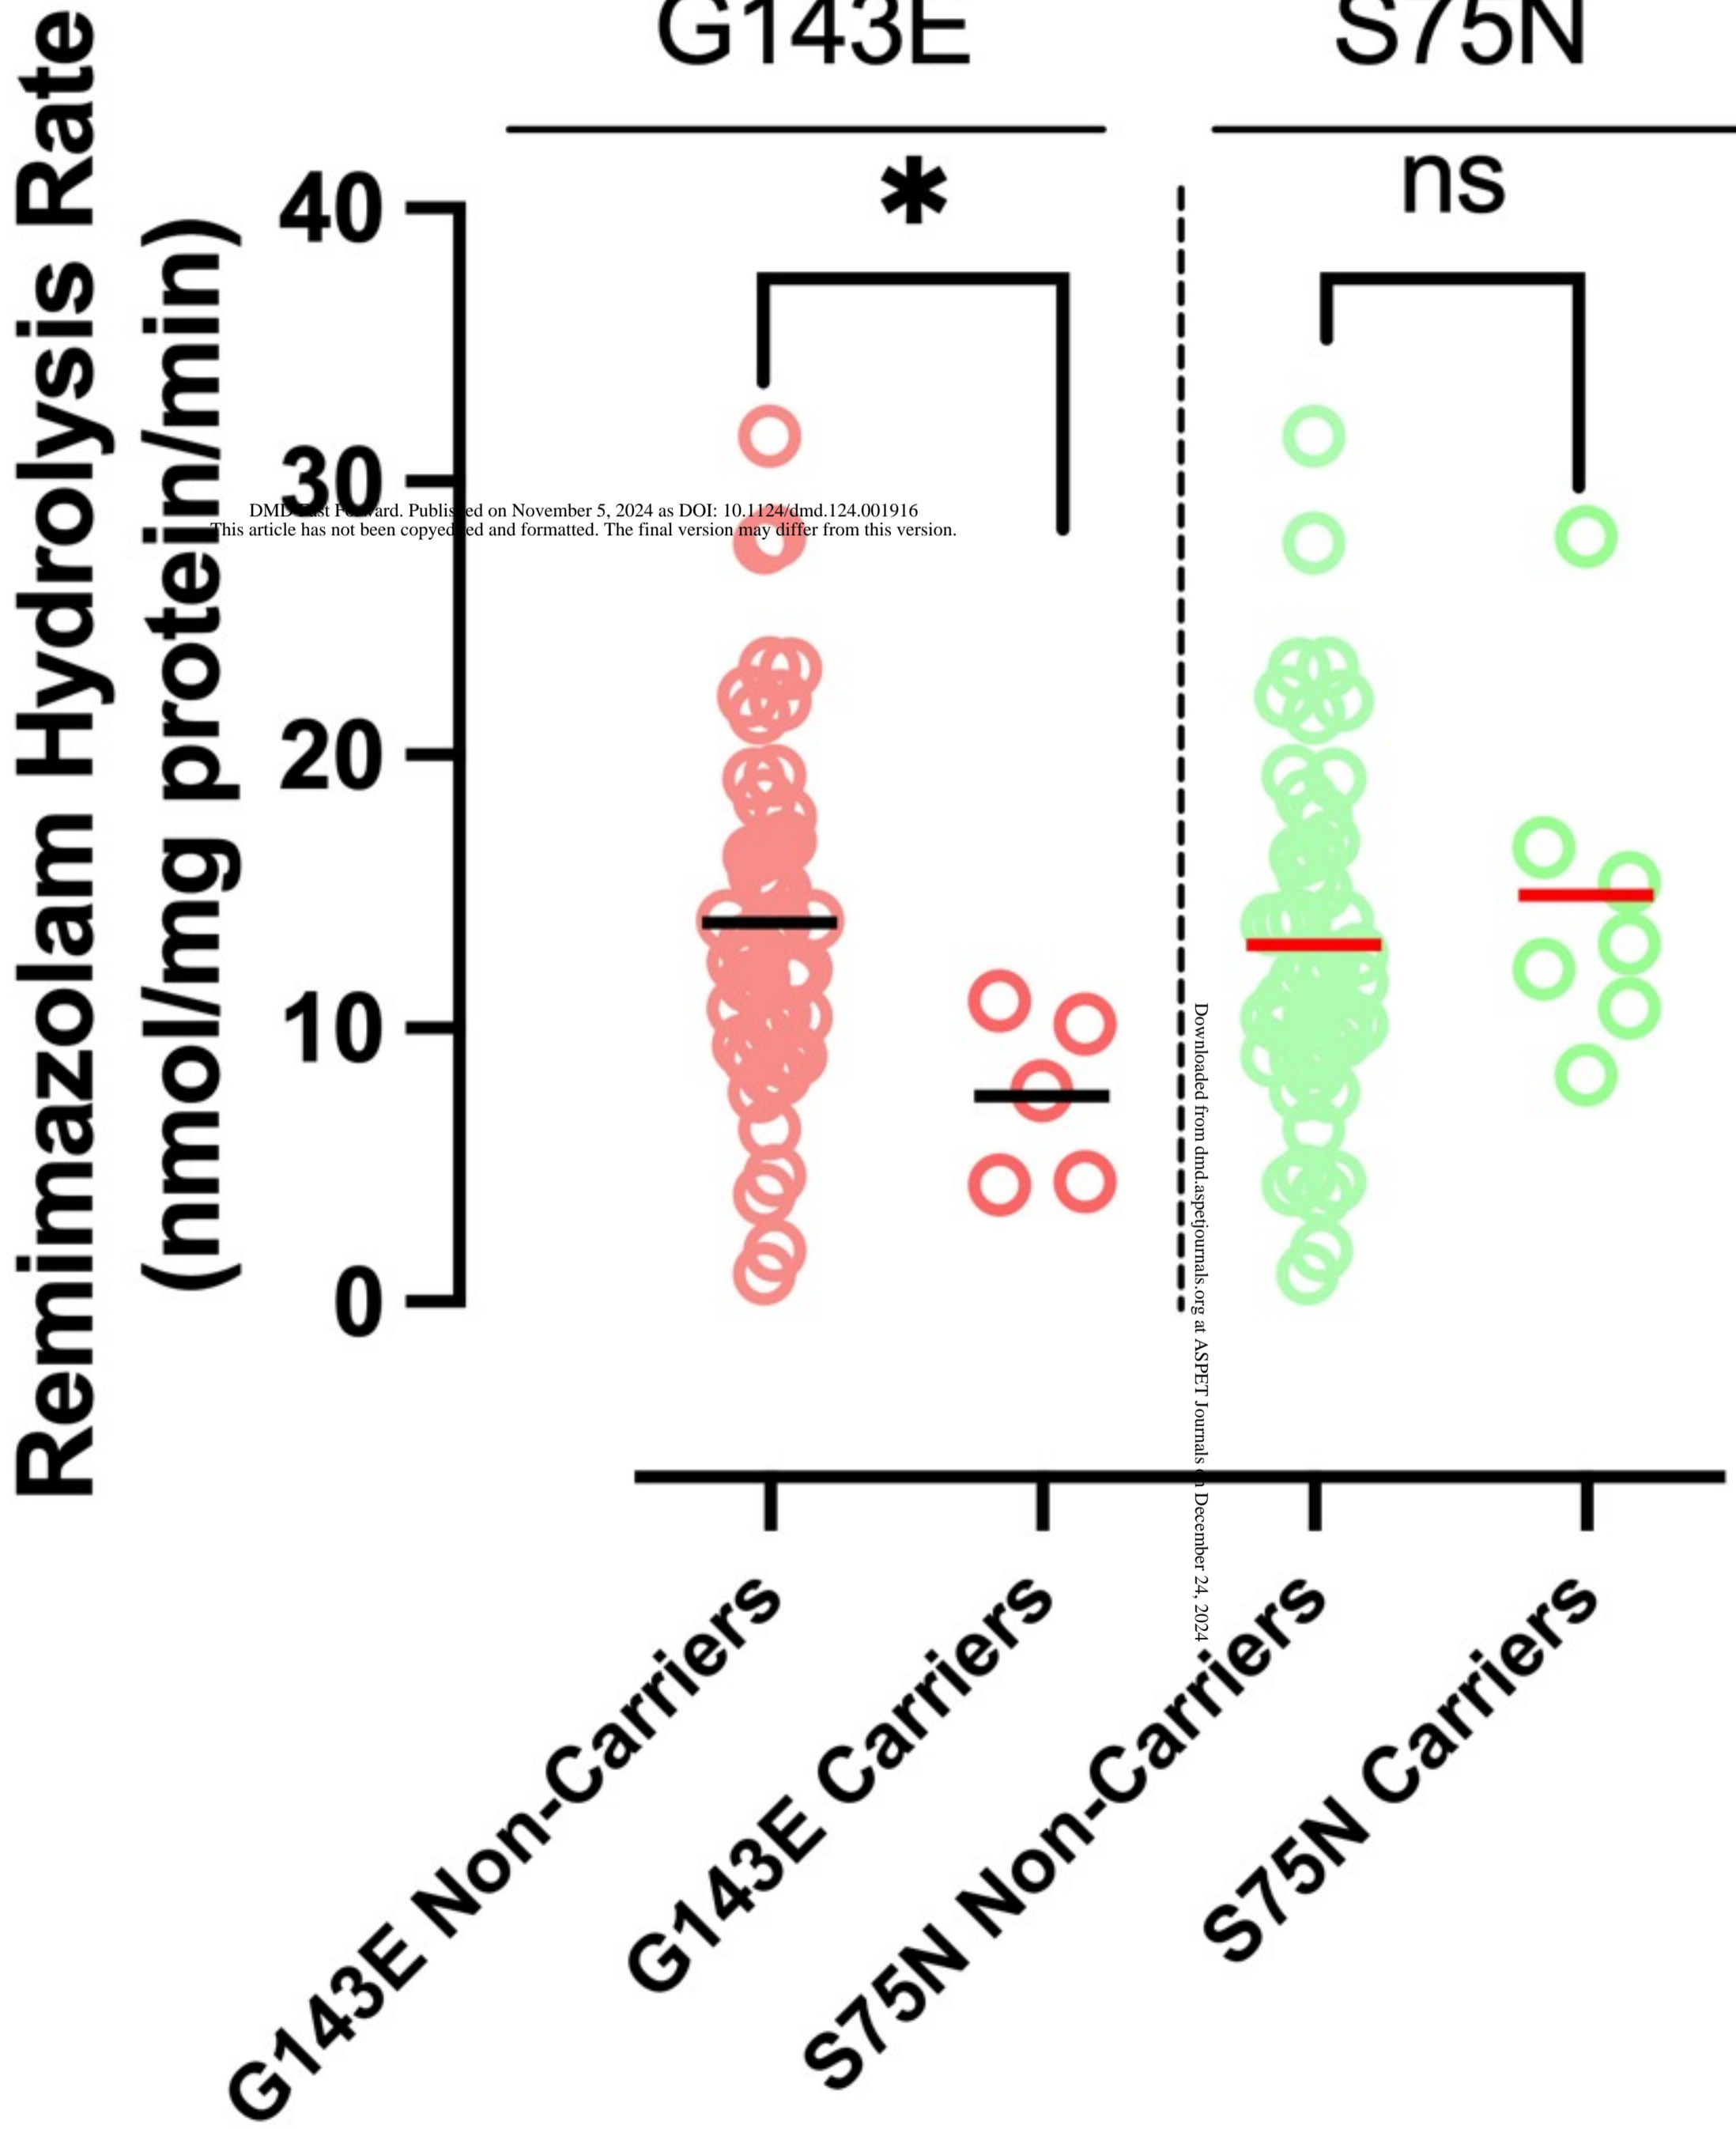 G143E
S75N
Remimazolam Hydrolysis Rate
(nmol/mg protein/min)
*
ns
40
30
20
10
0
DMD Fast Forward. Published on November 5, 2024 as DOI: 10.1124/dmd.124.001916
This article has not been copyedited and formatted. The final version may differ from this version.
Downloaded from dmd.aspetjournals.org at ASPET Journals on December 24, 2024
G143E Non-Carriers
G143E Carriers
S75N Non-Carriers
S75N Carriers